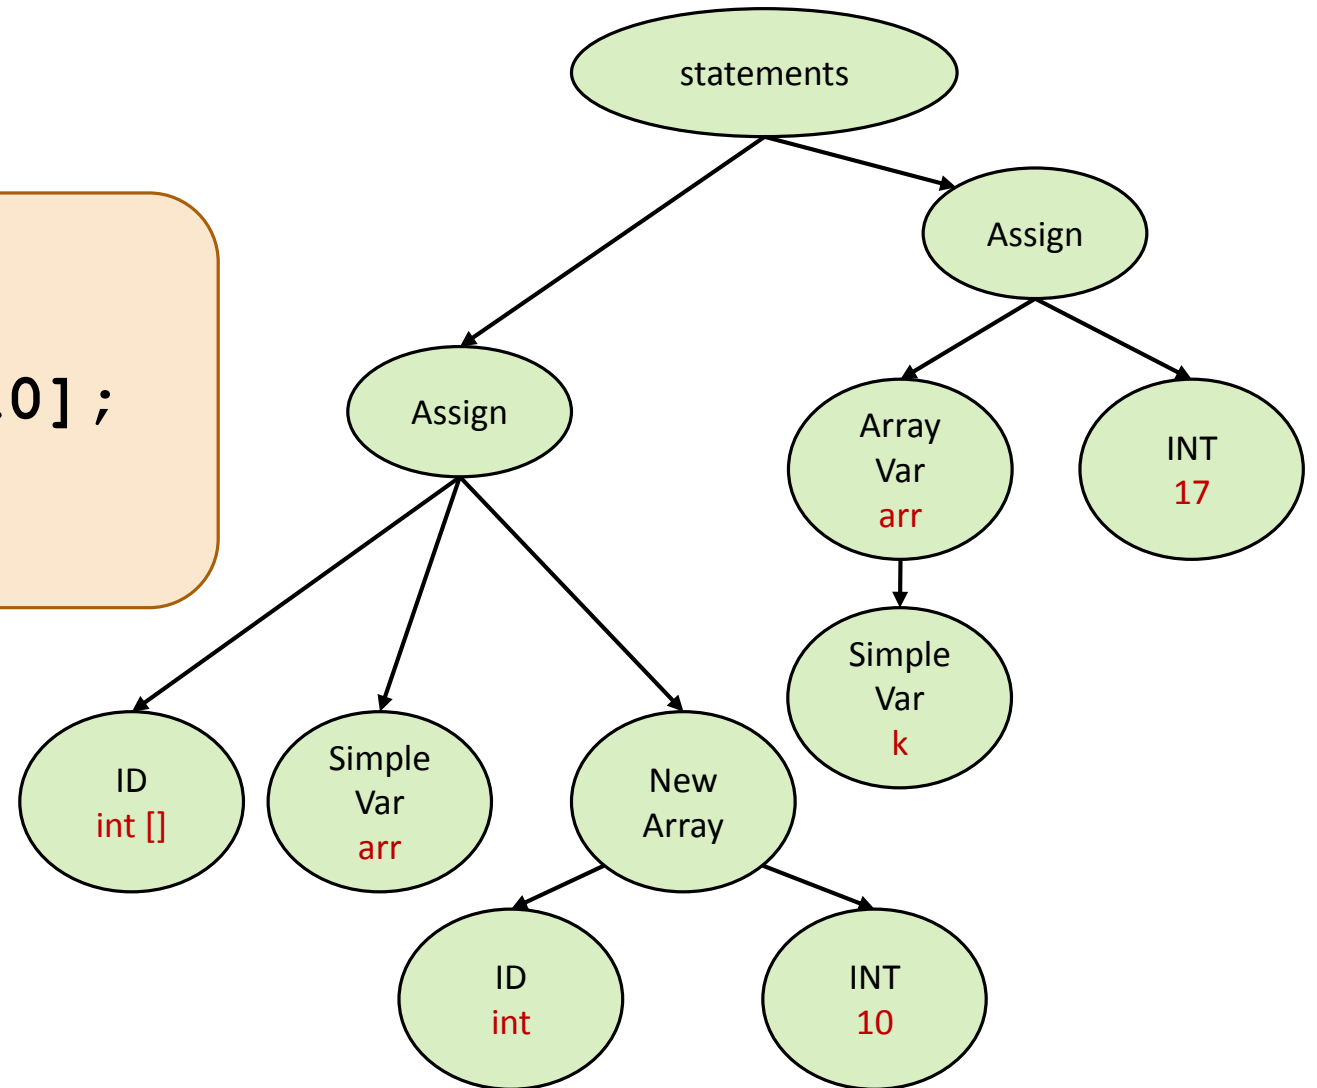 statements
Assign
0];
Assign
Array
Var
arr
INT
17
Simple
Var
k
ID
int []
Simple
Var
arr
New
Array
ID
int
INT
10